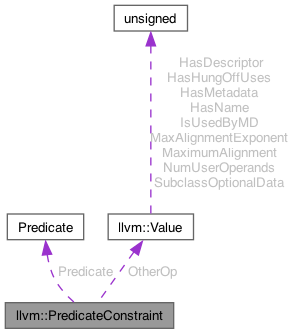 unsigned
HasDescriptor
HasHungOffUses
HasMetadata
HasName
IsUsedByMD
MaxAlignmentExponent
MaximumAlignment
NumUserOperands
SubclassOptionalData
Predicate
llvm::Value
Predicate
OtherOp
llvm::PredicateConstraint